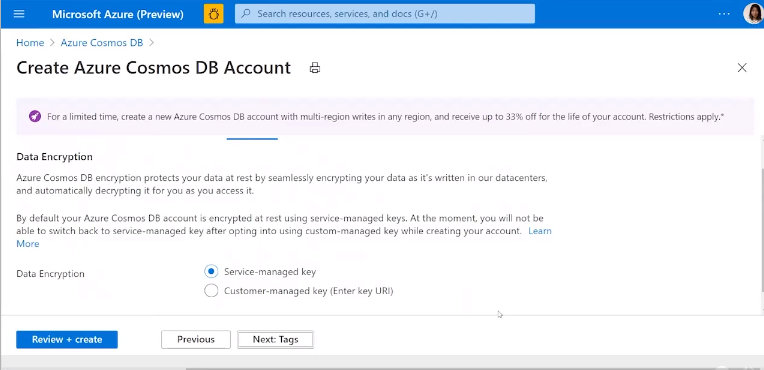 Microsoft Azure (Preview)
Search resources, services, and docs (G+/)
Home > Azure Cosmos DB >
Create Azure Cosmos DB Account
For a limited time, create a new Azure Cosmos DB account with multi-region writes in any region, and receive up to 33% off for the life of your account. Restrictions apply.*
Data Encryption
Azure Cosmos DB encryption protects your data at rest by seamlessly encrypting your data as it's written in our datacenters,
and automatically decrypting it for you as you access it.
By default your Azure Cosmos DB account is encrypted at rest using service-managed keys. At the moment, you will not be
able to switch back to service-managed key after opting into using custom-managed key while creating your account. Learn
More
Data Encryption
Service-managed key
Customer-managed key (Enter key URI)
Review + create
Previous
Next: Tags